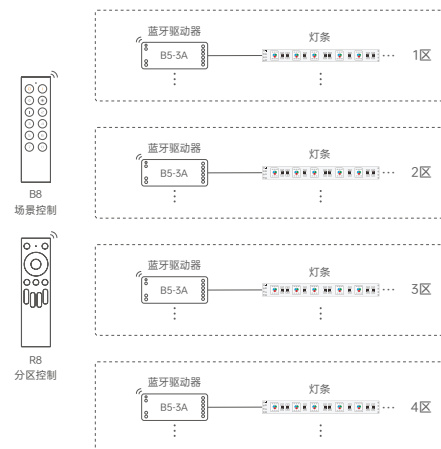 蓝牙驱动器
灯条
B5-3A
1区
蓝牙驱动器
灯条
B5-3A
2区
B8
场景控制
蓝牙驱动器
灯条
B5-3A
3区
R8
分区控制
蓝牙驱动器
灯条
B5-3A
4区